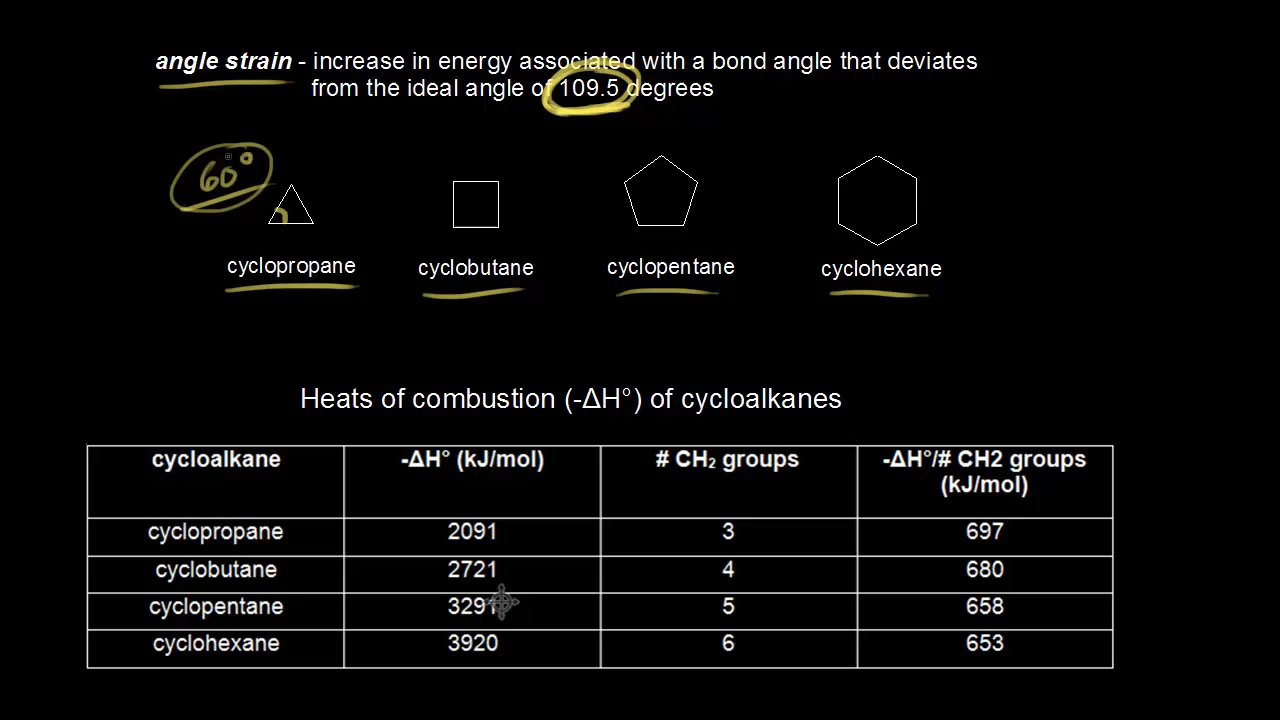 angle strain - increase in energy associated with a bond angle that deviates
from the ideal angle of 109.5 degrees
60°
cyclopropane cyclobutane cyclopentane cyclohexane
Heats of combustion (-ΔH°) of cycloalkanes
cycloalkane -ΔH° (kJ/mol) # CH₂ groups -ΔH°/# CH2 groups
(kJ/mol)
cyclopropane 2091 3 697
cyclobutane 2721 4 680
cyclopentane 3291 5 658
cyclohexane 3920 6 653